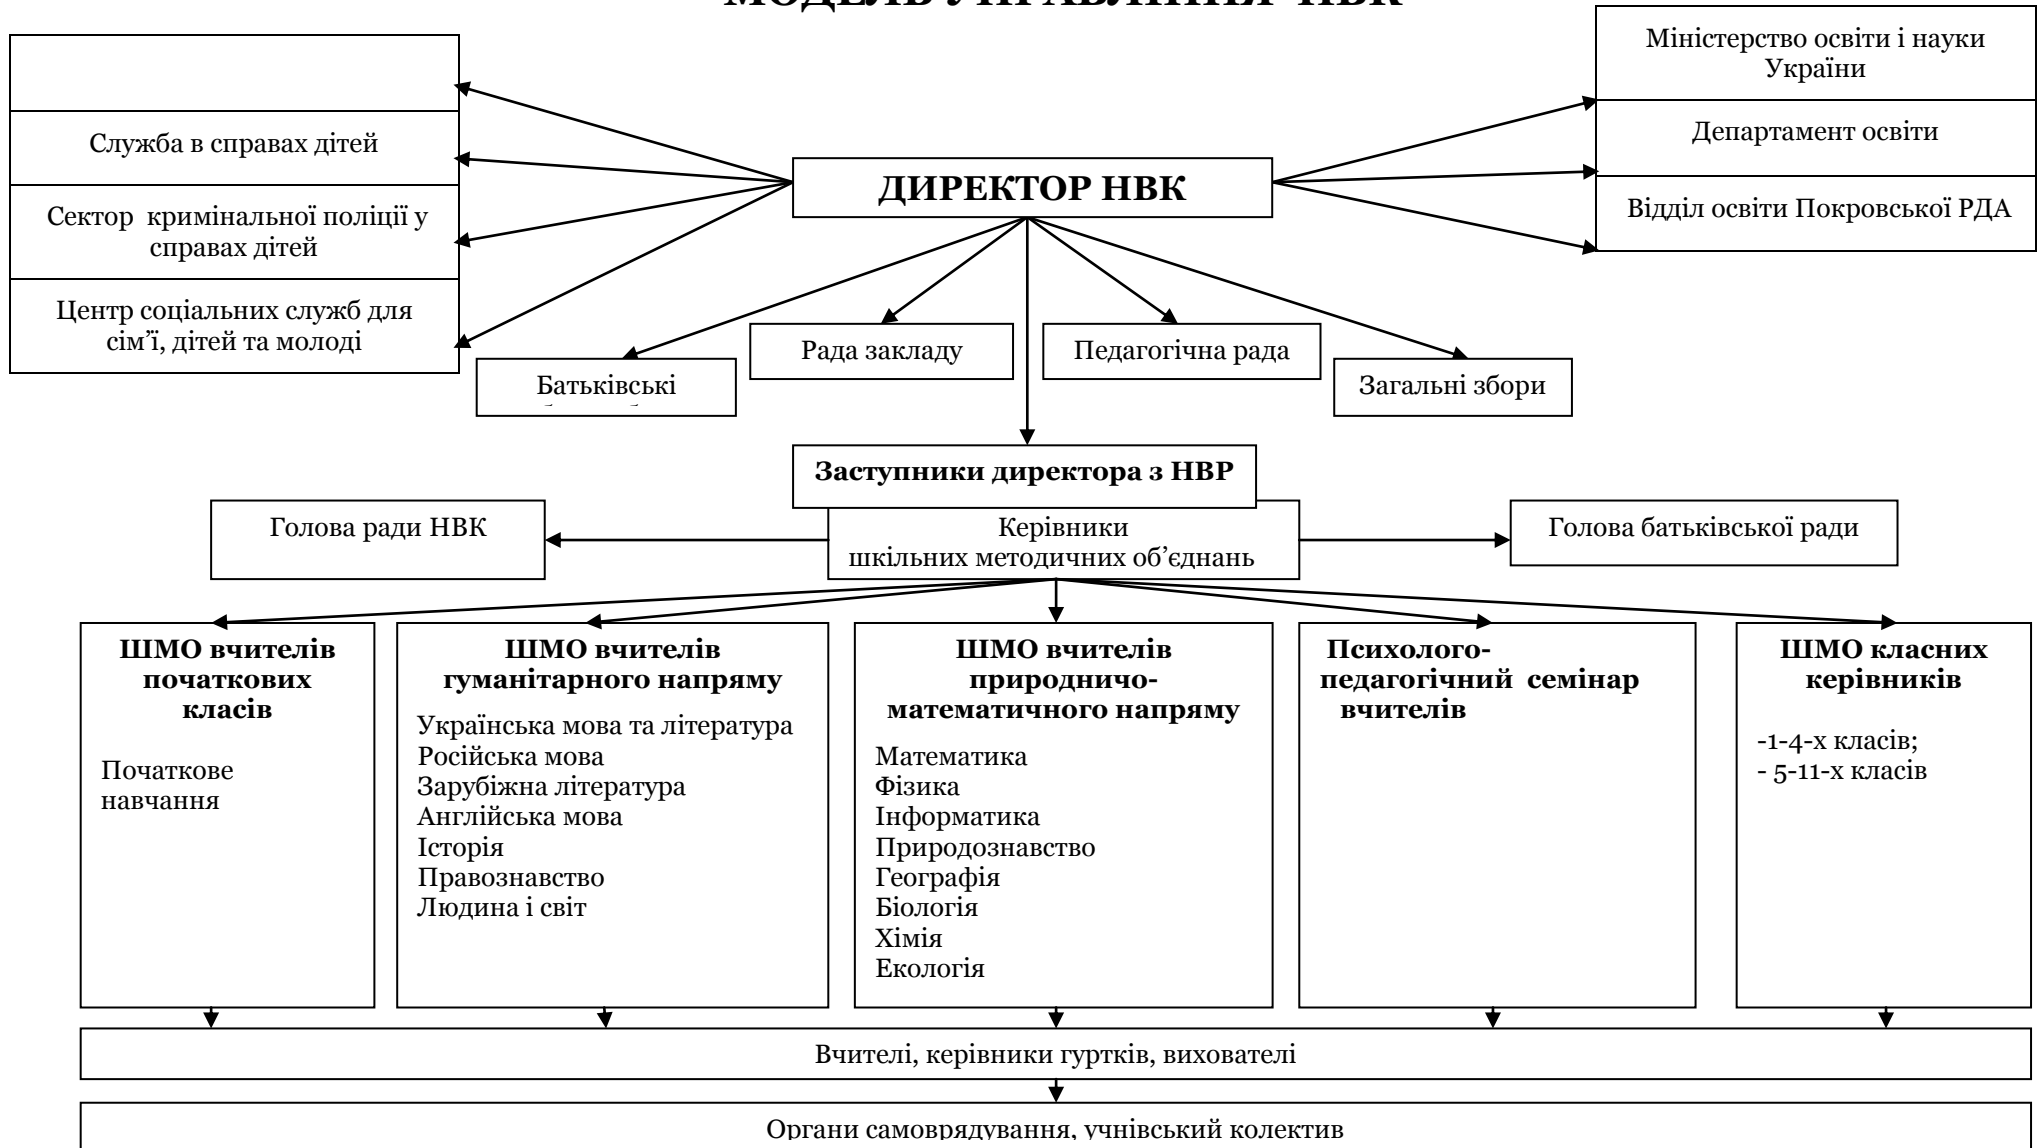 МОДЕЛЬ УПРАВЛІННЯ НВК
Міністерство освіти і науки
України
Департамент освіти
Відділ освіти Покровської РДА
Служба в справах дітей
Сектор кримінальної поліції у
справах дітей
Центр соціальних служб для
сім’ї, дітей та молоді
ДИРЕКТОР НВК
Батьківські
Рада закладу
Педагогічна рада
Загальні збори
Заступники директора з НВР
Голова ради НВК
Керівники
шкільних методичних об’єднань
Голова батьківської ради
ШМО вчителів
початкових
класів
Початкове
навчання
ШМО вчителів
гуманітарного напряму
Українська мова та література
Російська мова
Зарубіжна література
Англійська мова
Історія
Правознавство
Людина і світ
ШМО вчителів
природничо-
математичного напряму
Математика
Фізика
Інформатика
Природознавство
Географія
Біологія
Хімія
Екологія
Психолого-
педагогічний семінар
вчителів
ШМО класних
керівників
-1-4-х класів;
- 5-11-х класів
Вчителі, керівники гуртків, вихователі
Органи самоврядування, учнівський колектив